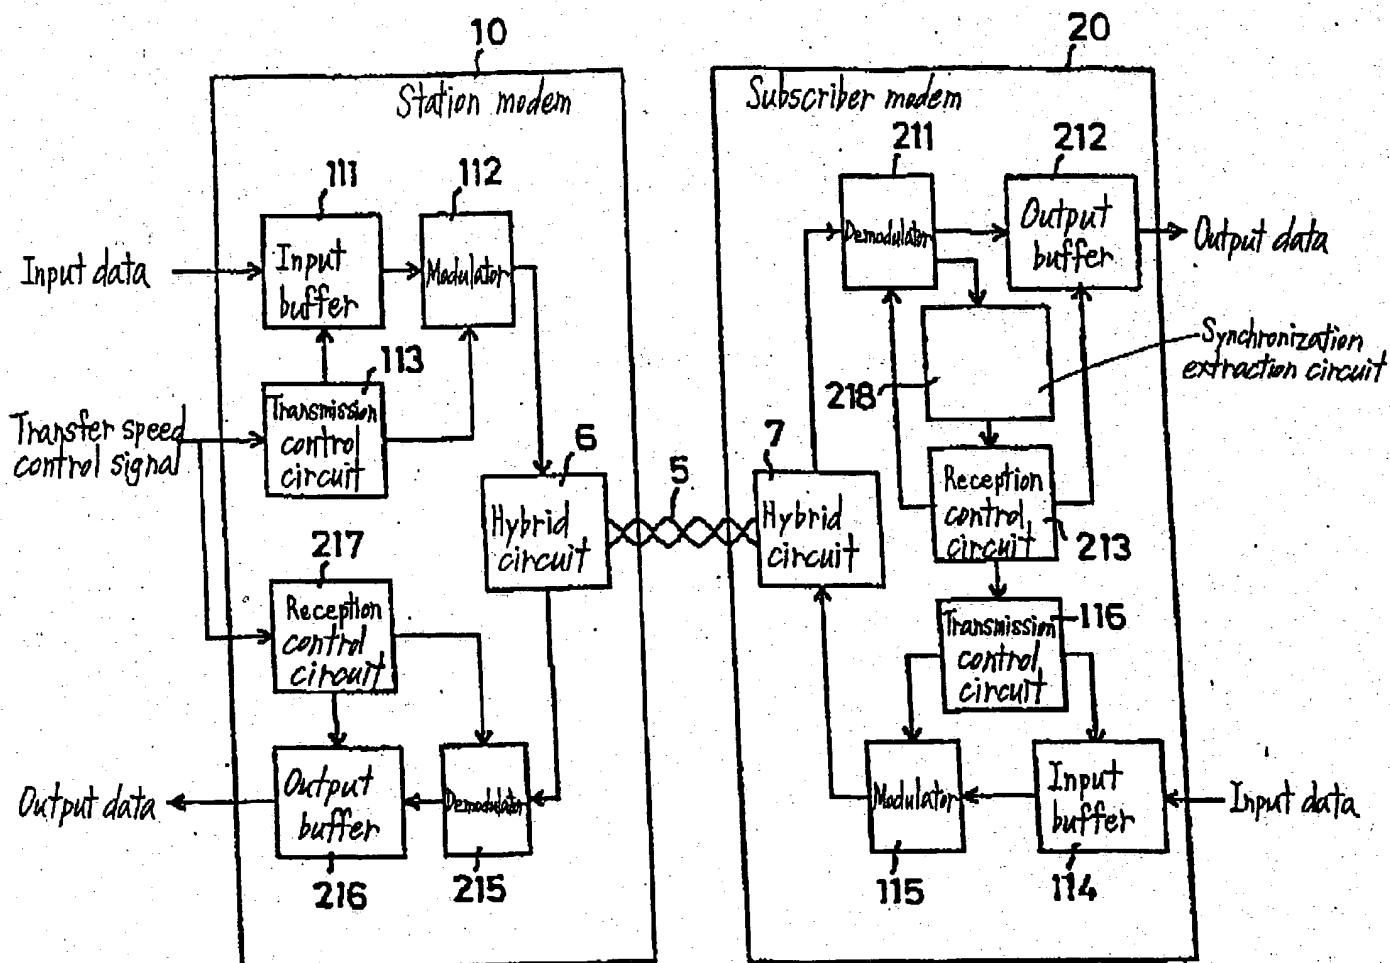 10
20
Station modem
Subscriber modem
111
112
211
212
Input data
Input
buffer
Modulator
Demodulator
Output
buffer
Output data
113
Transmission
control
circuit
Transfer speed
control signal
218
Synchronization
extraction circuit
6
5
7
Hybrid
circuit
Hybrid
circuit
Reception
control
circuit
213
217
Reception
control
circuit
Transmission
control
circuit
116
Output data
Output
buffer
Demodulator
Modulator
Input
buffer
Input data
216
215
115
114